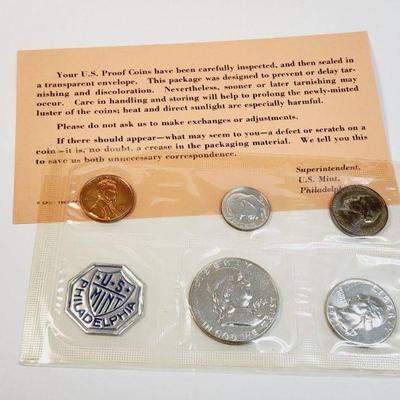 Your U.S. Proof Coins have been carefully inspected, and then sealed in
a transparent envelope. This package was designed to prevent or delay tar-
nishing and discoloration. Nevertheless, sooner or later tarnishing may
occur. Care in handling and storing will help to prolong the newly-minted
luster of the coins; heat and direct sunlight are especially harmful.
Please do not ask us to make exchanges or adjustments.
If there should appear—what may seem to you—a defect or scratch on a
coin—it is, no doubt, a crease in the packaging material. We tell you this
to save us both unnecessary correspondence.
Superintendent,
U.S. Mint,
Philadelphia
U·S
MINT
PHILADELPHIA
LIBERTY